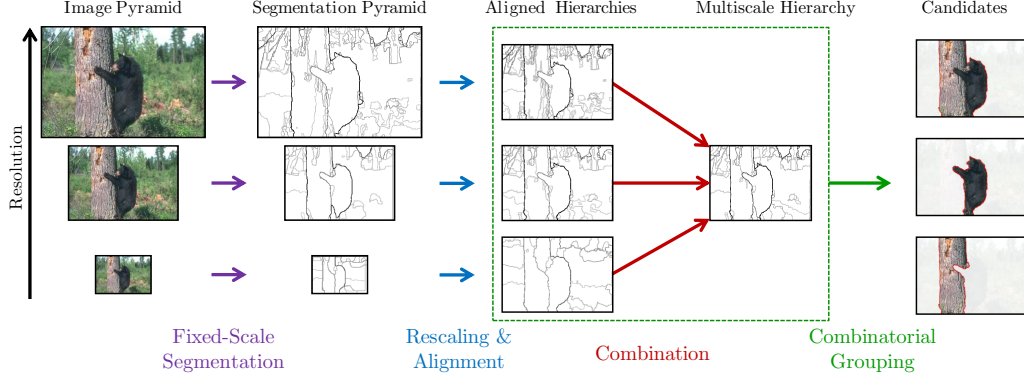 Image Pyramid
Segmentation Pyramid
Aligned Hierarchies
Multiscale Hierarchy
Candidates
Resolution
Fixed-Scale
Segmentation
Rescaling &
Alignment
Combination
Combinatorial
Grouping